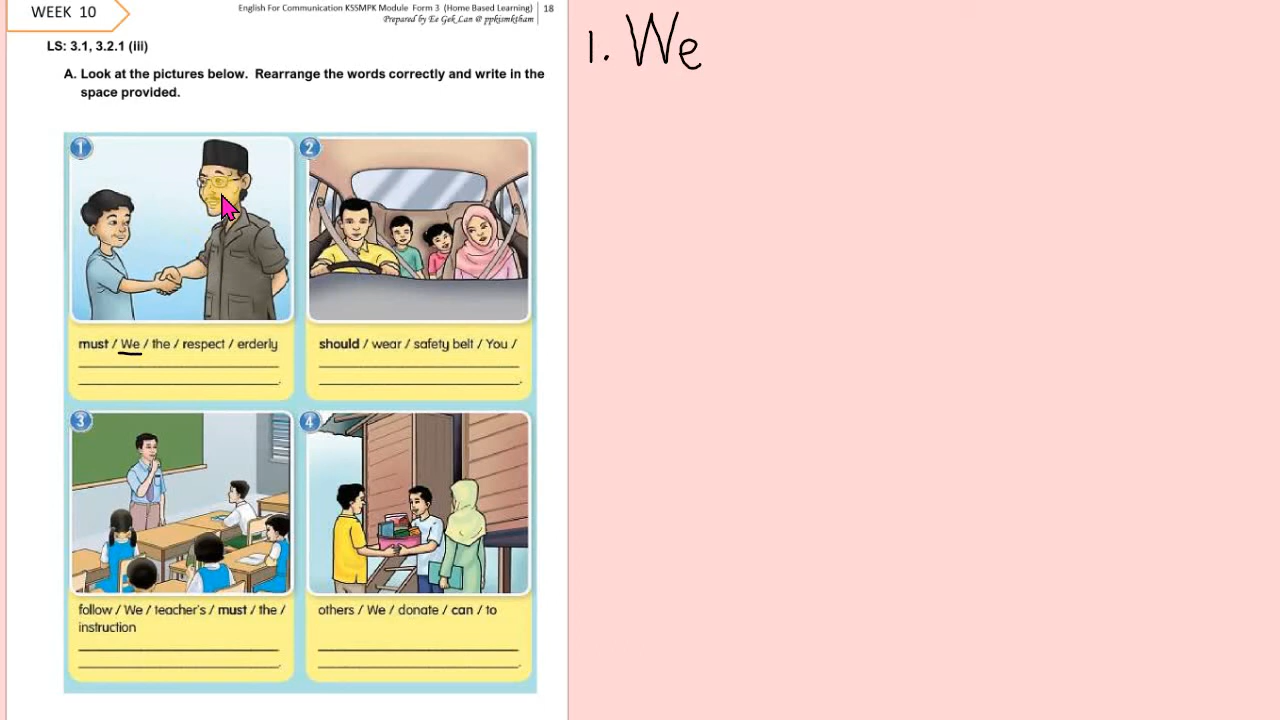 WEEK 10
English For Communication KSSMPK Module Form 3 (Home Based Learning) 18
Prepared by Ee Gek Lan @ ppkismktham
LS: 3.1, 3.2.1 (iii)
A. Look at the pictures below. Rearrange the words correctly and write in the
space provided.
1
2
must / We / the / respect / erderly
should / wear / safety belt / You /
3
4
follow / We / teacher's / must / the /
instruction
others / We / donate / can / to
1. We